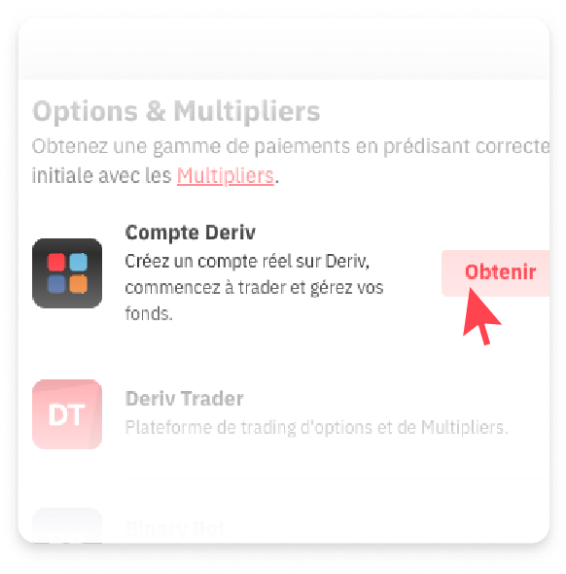 Options & Multipliers
Obtenez une gamme de paiements en prédisant correcte
initiale avec les Multipliers.
Compte Deriv
Créez un compte réel sur Deriv,
commencez à trader et gérez vos
fonds.
Obtenir
DT
Deriv Trader
Plateforme de trading d'options et de Multipliers.
Binary Bot